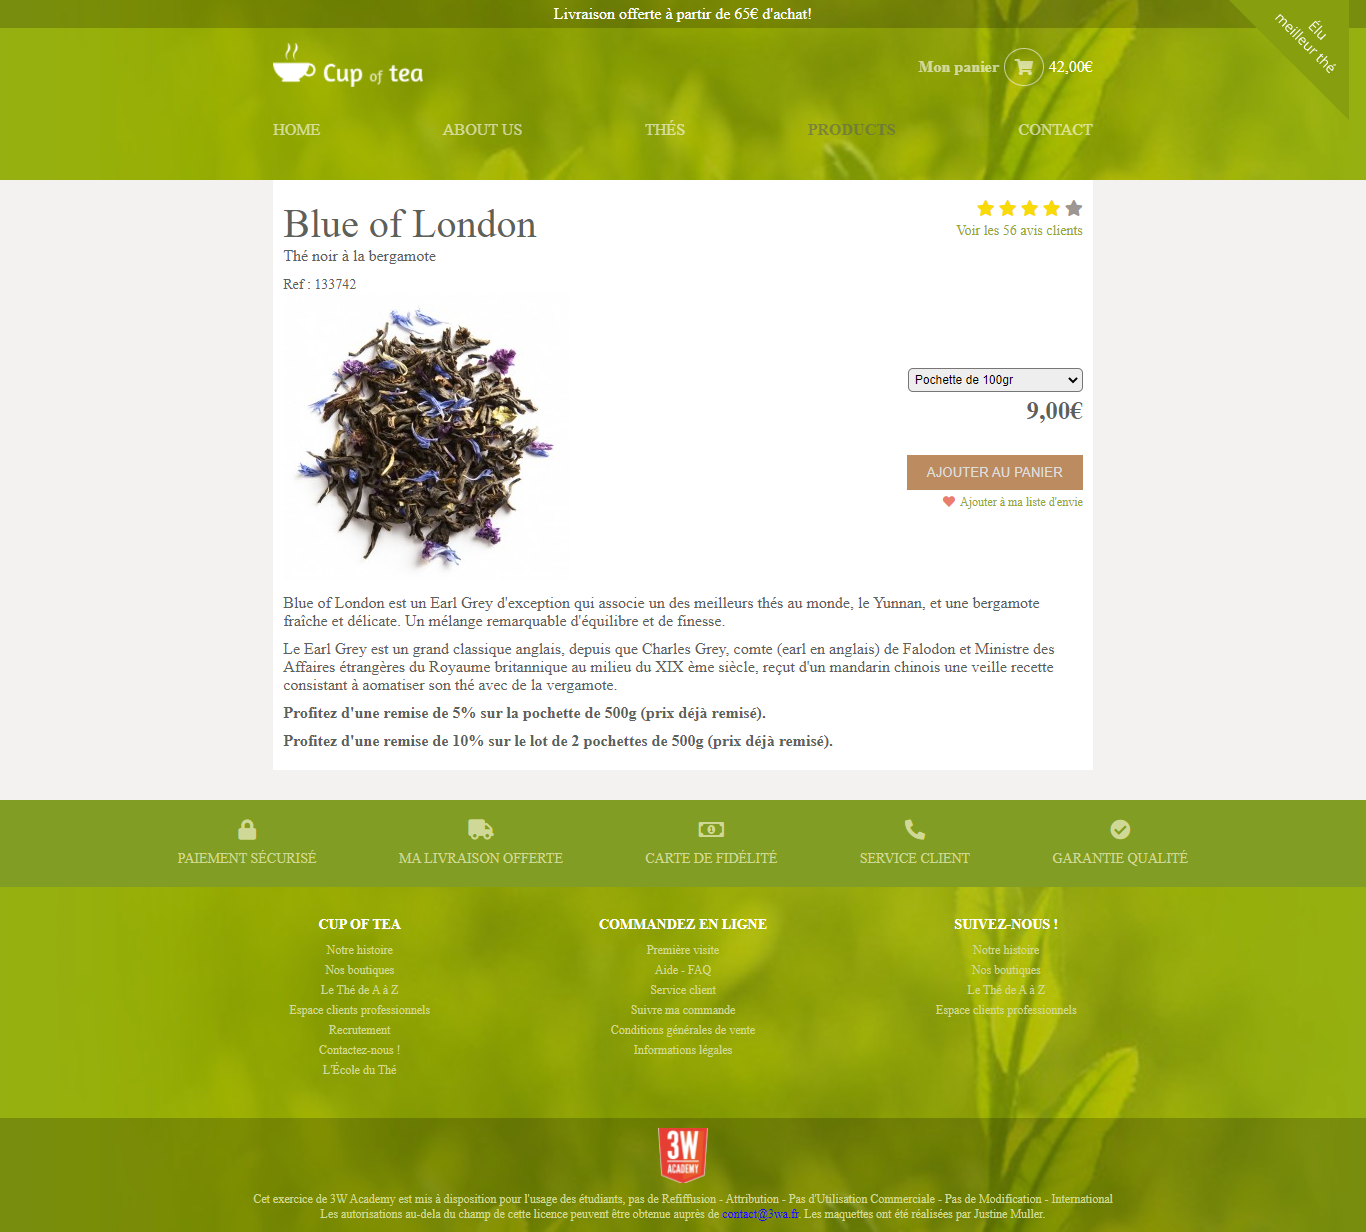 Livraison offerte à partir de 65€ d'achat!
Élu
meilleur thé
Cup of tea
Mon panier 42,00€
HOME ABOUT US THÉS PRODUCTS CONTACT
Blue of London
Voir les 56 avis clients
Thé noir à la bergamote
Ref : 133742
Pochette de 100gr
9,00€
AJOUTER AU PANIER
Ajouter à ma liste d'envie
Blue of London est un Earl Grey d'exception qui associe un des meilleurs thés au monde, le Yunnan, et une bergamote
fraîche et délicate. Un mélange remarquable d'équilibre et de finesse.
Le Earl Grey est un grand classique anglais, depuis que Charles Grey, comte (earl en anglais) de Falodon et Ministre des
Affaires étrangères du Royaume britannique au milieu du XIX ème siècle, reçut d'un mandarin chinois une veille recette
consistant à aomatiser son thé avec de la vergamote.
Profitez d'une remise de 5% sur la pochette de 500g (prix déjà remisé).
Profitez d'une remise de 10% sur le lot de 2 pochettes de 500g (prix déjà remisé).
PAIEMENT SÉCURISÉ MA LIVRAISON OFFERTE CARTE DE FIDÉLITÉ SERVICE CLIENT GARANTIE QUALITÉ
CUP OF TEA
Notre histoire
Nos boutiques
Le Thé de A à Z
Espace clients professionnels
Recrutement
Contactez-nous !
L'École du Thé
COMMANDEZ EN LIGNE
Première visite
Aide - FAQ
Service client
Suivre ma commande
Conditions générales de vente
Informations légales
SUIVEZ-NOUS !
Notre histoire
Nos boutiques
Le Thé de A à Z
Espace clients professionnels
3W
ACADEMY
Cet exercice de 3W Academy est mis à disposition pour l'usage des étudiants, pas de Refiffusion - Attribution - Pas d'Utilisation Commerciale - Pas de Modification - International
Les autorisations au-dela du champ de cette licence peuvent être obtenue auprès de contact@3wa.fr. Les maquettes ont été réalisées par Justine Muller.